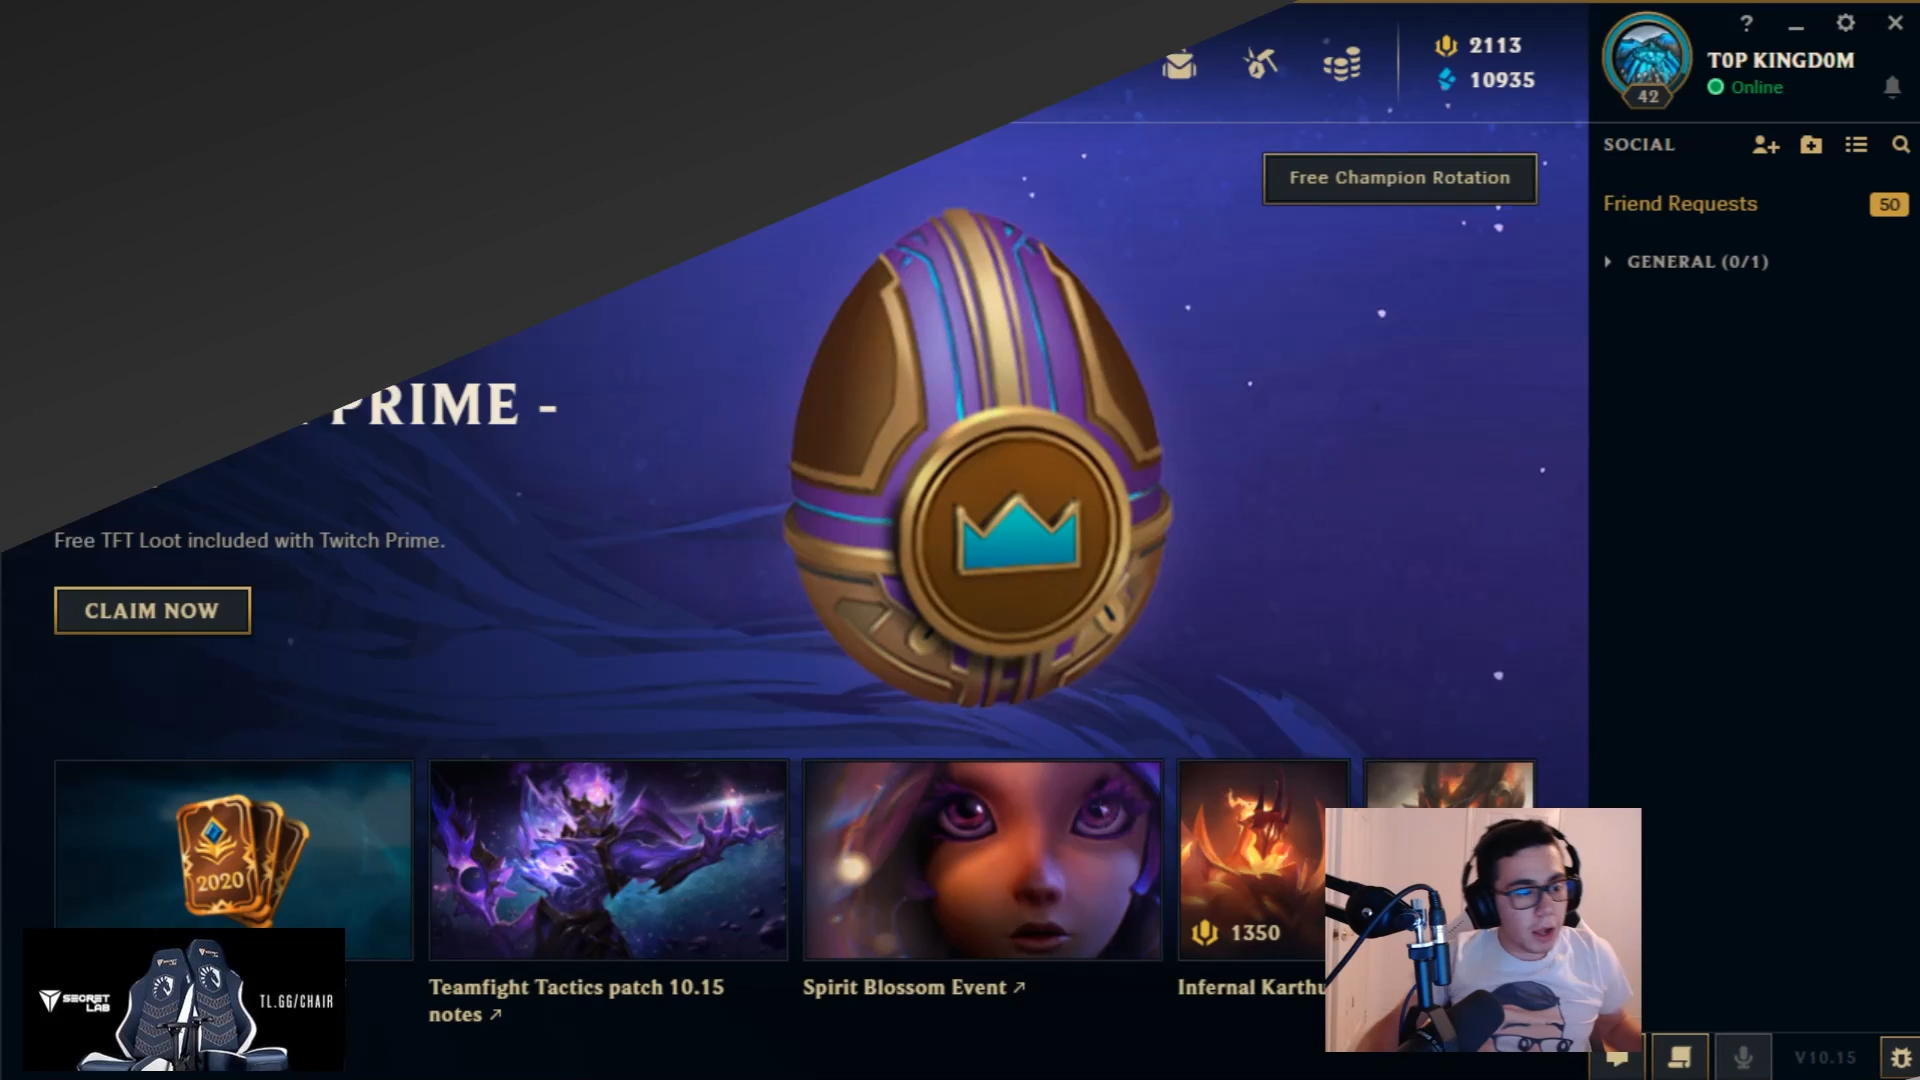 2113
10935
T0P KINGD0M
Online
42
SOCIAL
Free Champion Rotation
Friend Requests
50
GENERAL (0/1)
PRIME -
Free TFT Loot included with Twitch Prime.
CLAIM NOW
2020
1350
Teamfight Tactics patch 10.15
notes
Spirit Blossom Event
Infernal Karthu
SECRET
LAB
TL.GG/CHAIR
V10.15